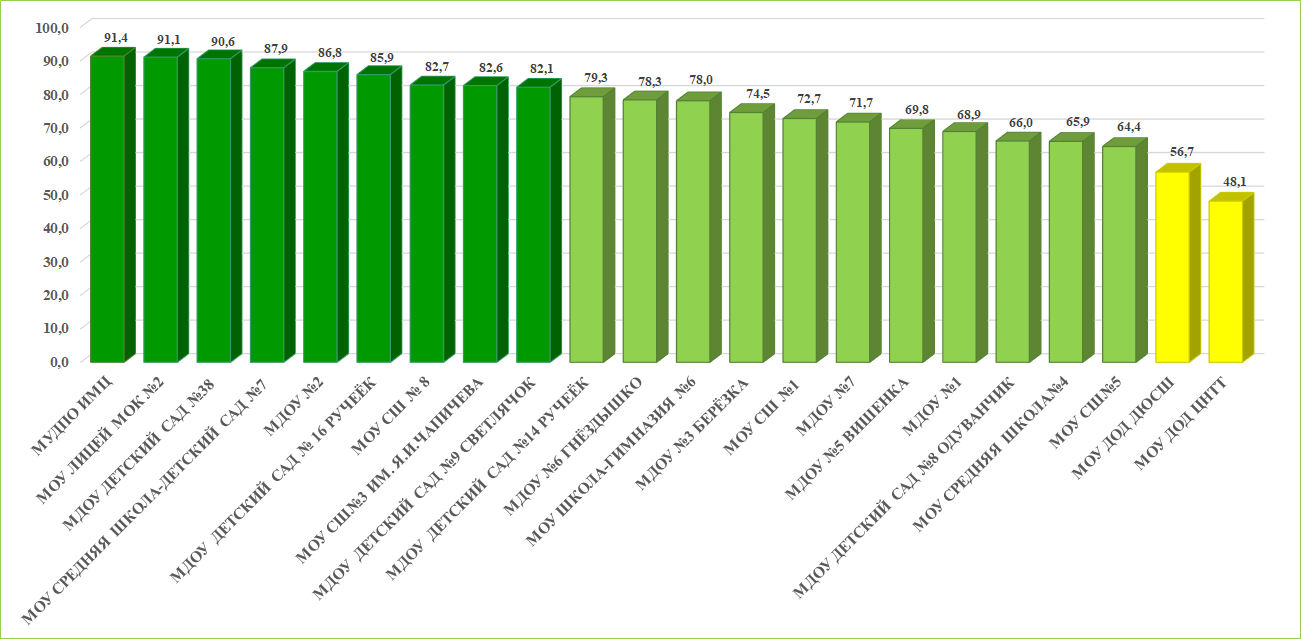 100,0
90,0
80,0
70,0
60,0
50,0
40,0
30,0
20,0
10,0
0,0
91,4
91,1
90,6
87,9
86,8
85,9
82,7
82,6
82,1
79,3
78,3
78,0
74,5
72,7
71,7
69,8
68,9
66,0
65,9
64,4
56,7
48,1
МУДПО ИМЦ
МОУ ЛИЦЕЙ МОК №2
МДОУ ДЕТСКИЙ САД №38
МОУ СРЕДНЯЯ ШКОЛА-ДЕТСКИЙ САД №7
МДОУ №2
МДОУ ДЕТСКИЙ САД № 16 РУЧЕЁК
МОУ СШ № 8
МОУ СШ№3 ИМ. Я.И.ЧАПИЧЕВА
МДОУ ДЕТСКИЙ САД №9 СВЕТЛЯЧОК
МДОУ ДЕТСКИЙ САД №14 РУЧЕЁК
МДОУ №6 ГНЁЗДЫШКО
МОУ ШКОЛА-ГИМНАЗИЯ №6
МДОУ №3 БЕРЁЗКА
МОУ СШ №1
МДОУ №7
МДОУ №5 ВИШЕНКА
МДОУ №1
МДОУ ДЕТСКИЙ САД №8 ОДУВАНЧИК
МОУ СРЕДНЯЯ ШКОЛА№4
МОУ СШ№5
МОУ ДОД ДЮСШ
МОУ ДОД ЦНТТ